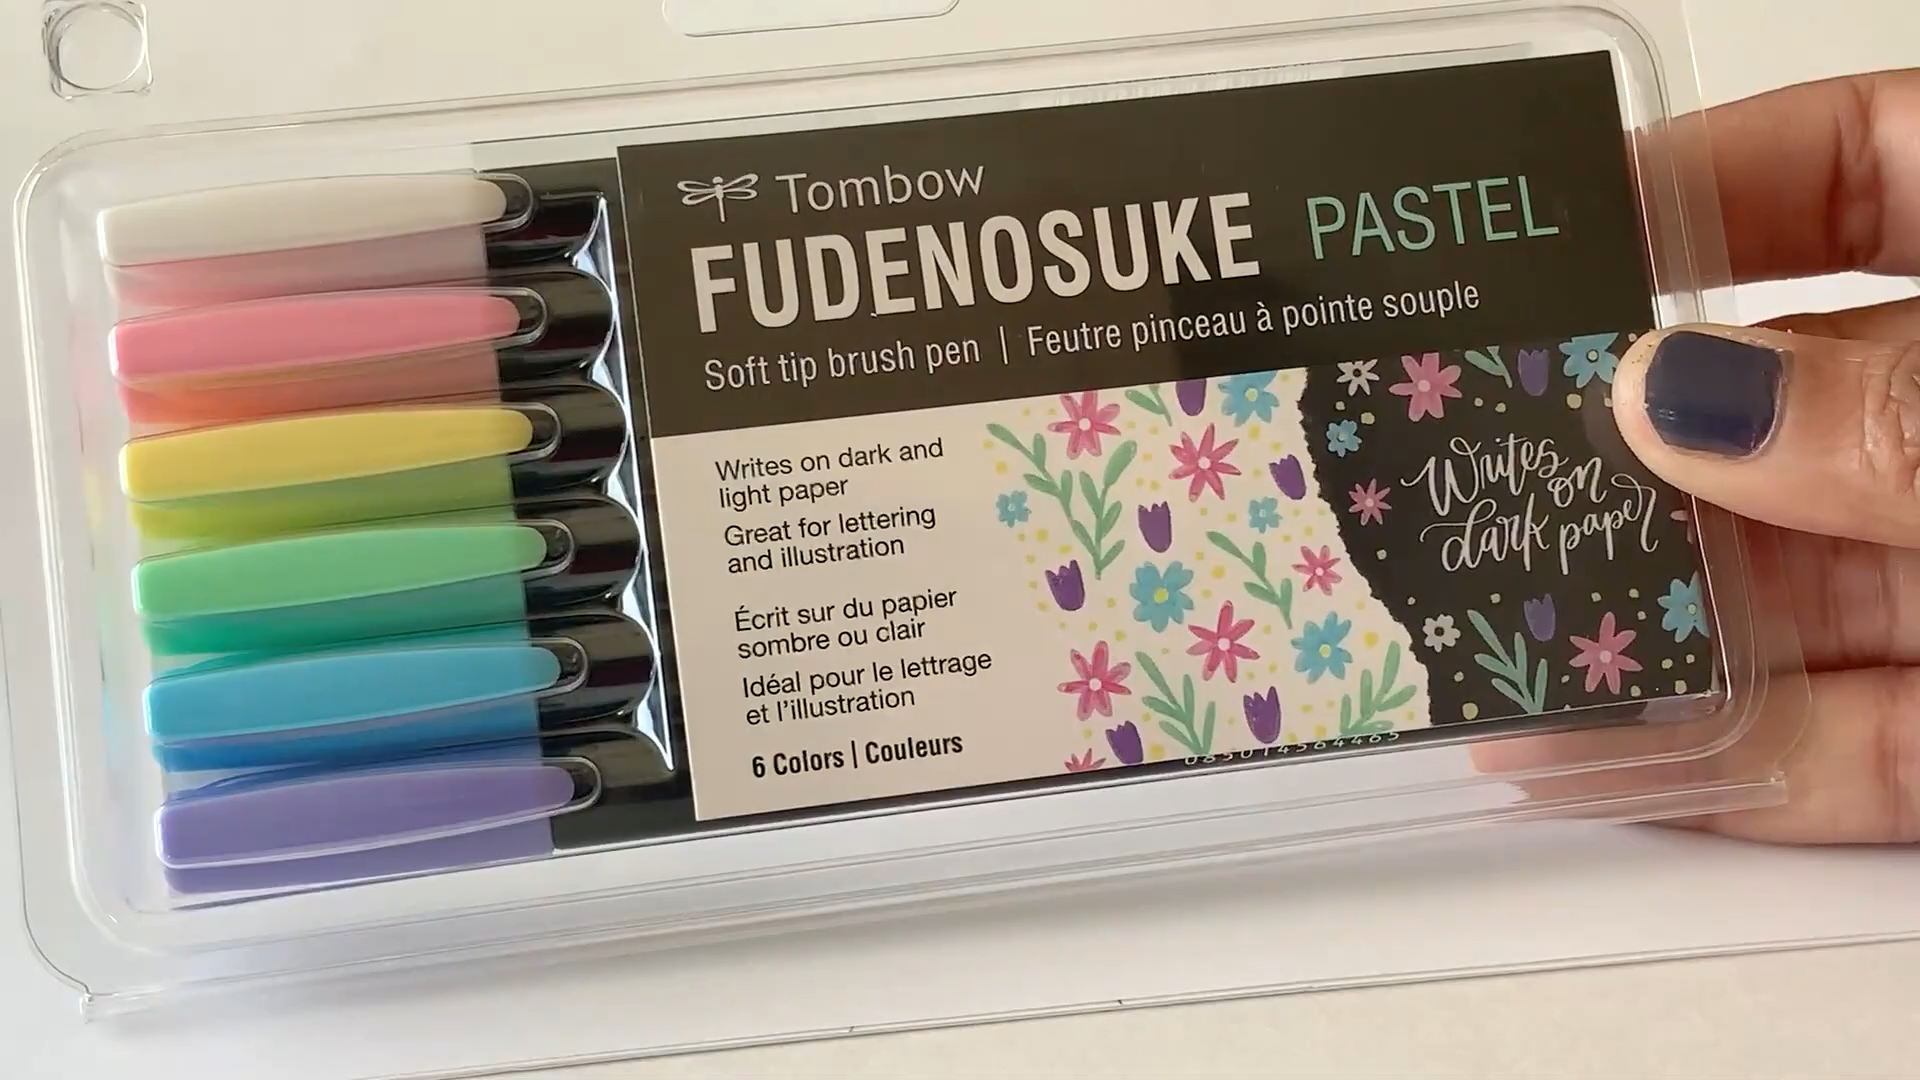 Tombow
FUDENOSUKE PASTEL
Soft tip brush pen | Feutre pinceau à pointe souple
Writes on dark and
light paper
Great for lettering
and illustration
Écrit sur du papier
sombre ou clair
Idéal pour le lettrage
et l'illustration
6 Colors | Couleurs
Writes
on
dark paper